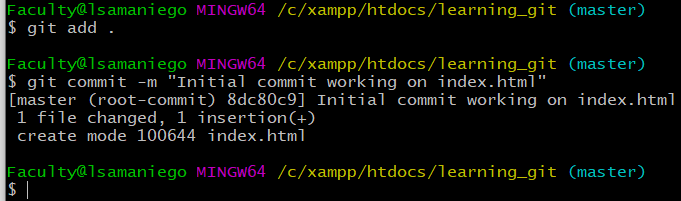 Faculty@lsamaniego MINGW64 /c/xampp/htdocs/learning_git (master)
$ git add .
Faculty@lsamaniego MINGW64 /c/xampp/htdocs/learning_git (master)
$ git commit -m "Initial commit working on index.html"
[master (root-commit) 8dc80c9] Initial commit working on index.html
 1 file changed, 1 insertion(+)
 create mode 100644 index.html
Faculty@lsamaniego MINGW64 /c/xampp/htdocs/learning_git (master)
$